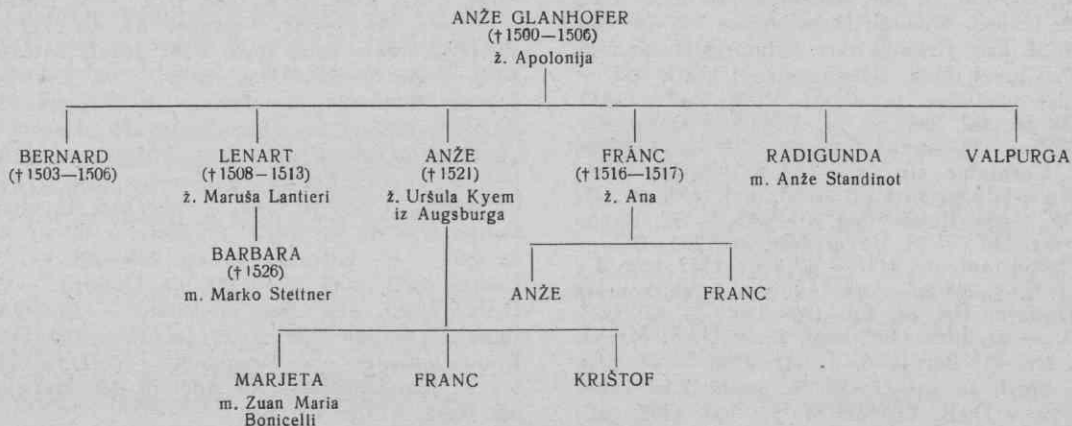 ANŽE GLANHOFER
(†1500—1506)
ž. Apolonija
BERNARD
(†1503—1506)
LENART
(†1508—1513)
ž. Maruša Lantieri
ANŽE
(†1521)
ž. Uršula Kyem
iz Augsburga
FRANC
(†1516—1517)
ž. Ana
RADIGUNDA
m. Anže Standinot
VALPURGA
BARBARA
(†1526)
m. Marko Stettner
ANŽE
FRANC
MARJETA
m. Zuan Maria
Bonicelli
FRANC
KRIŠTOF